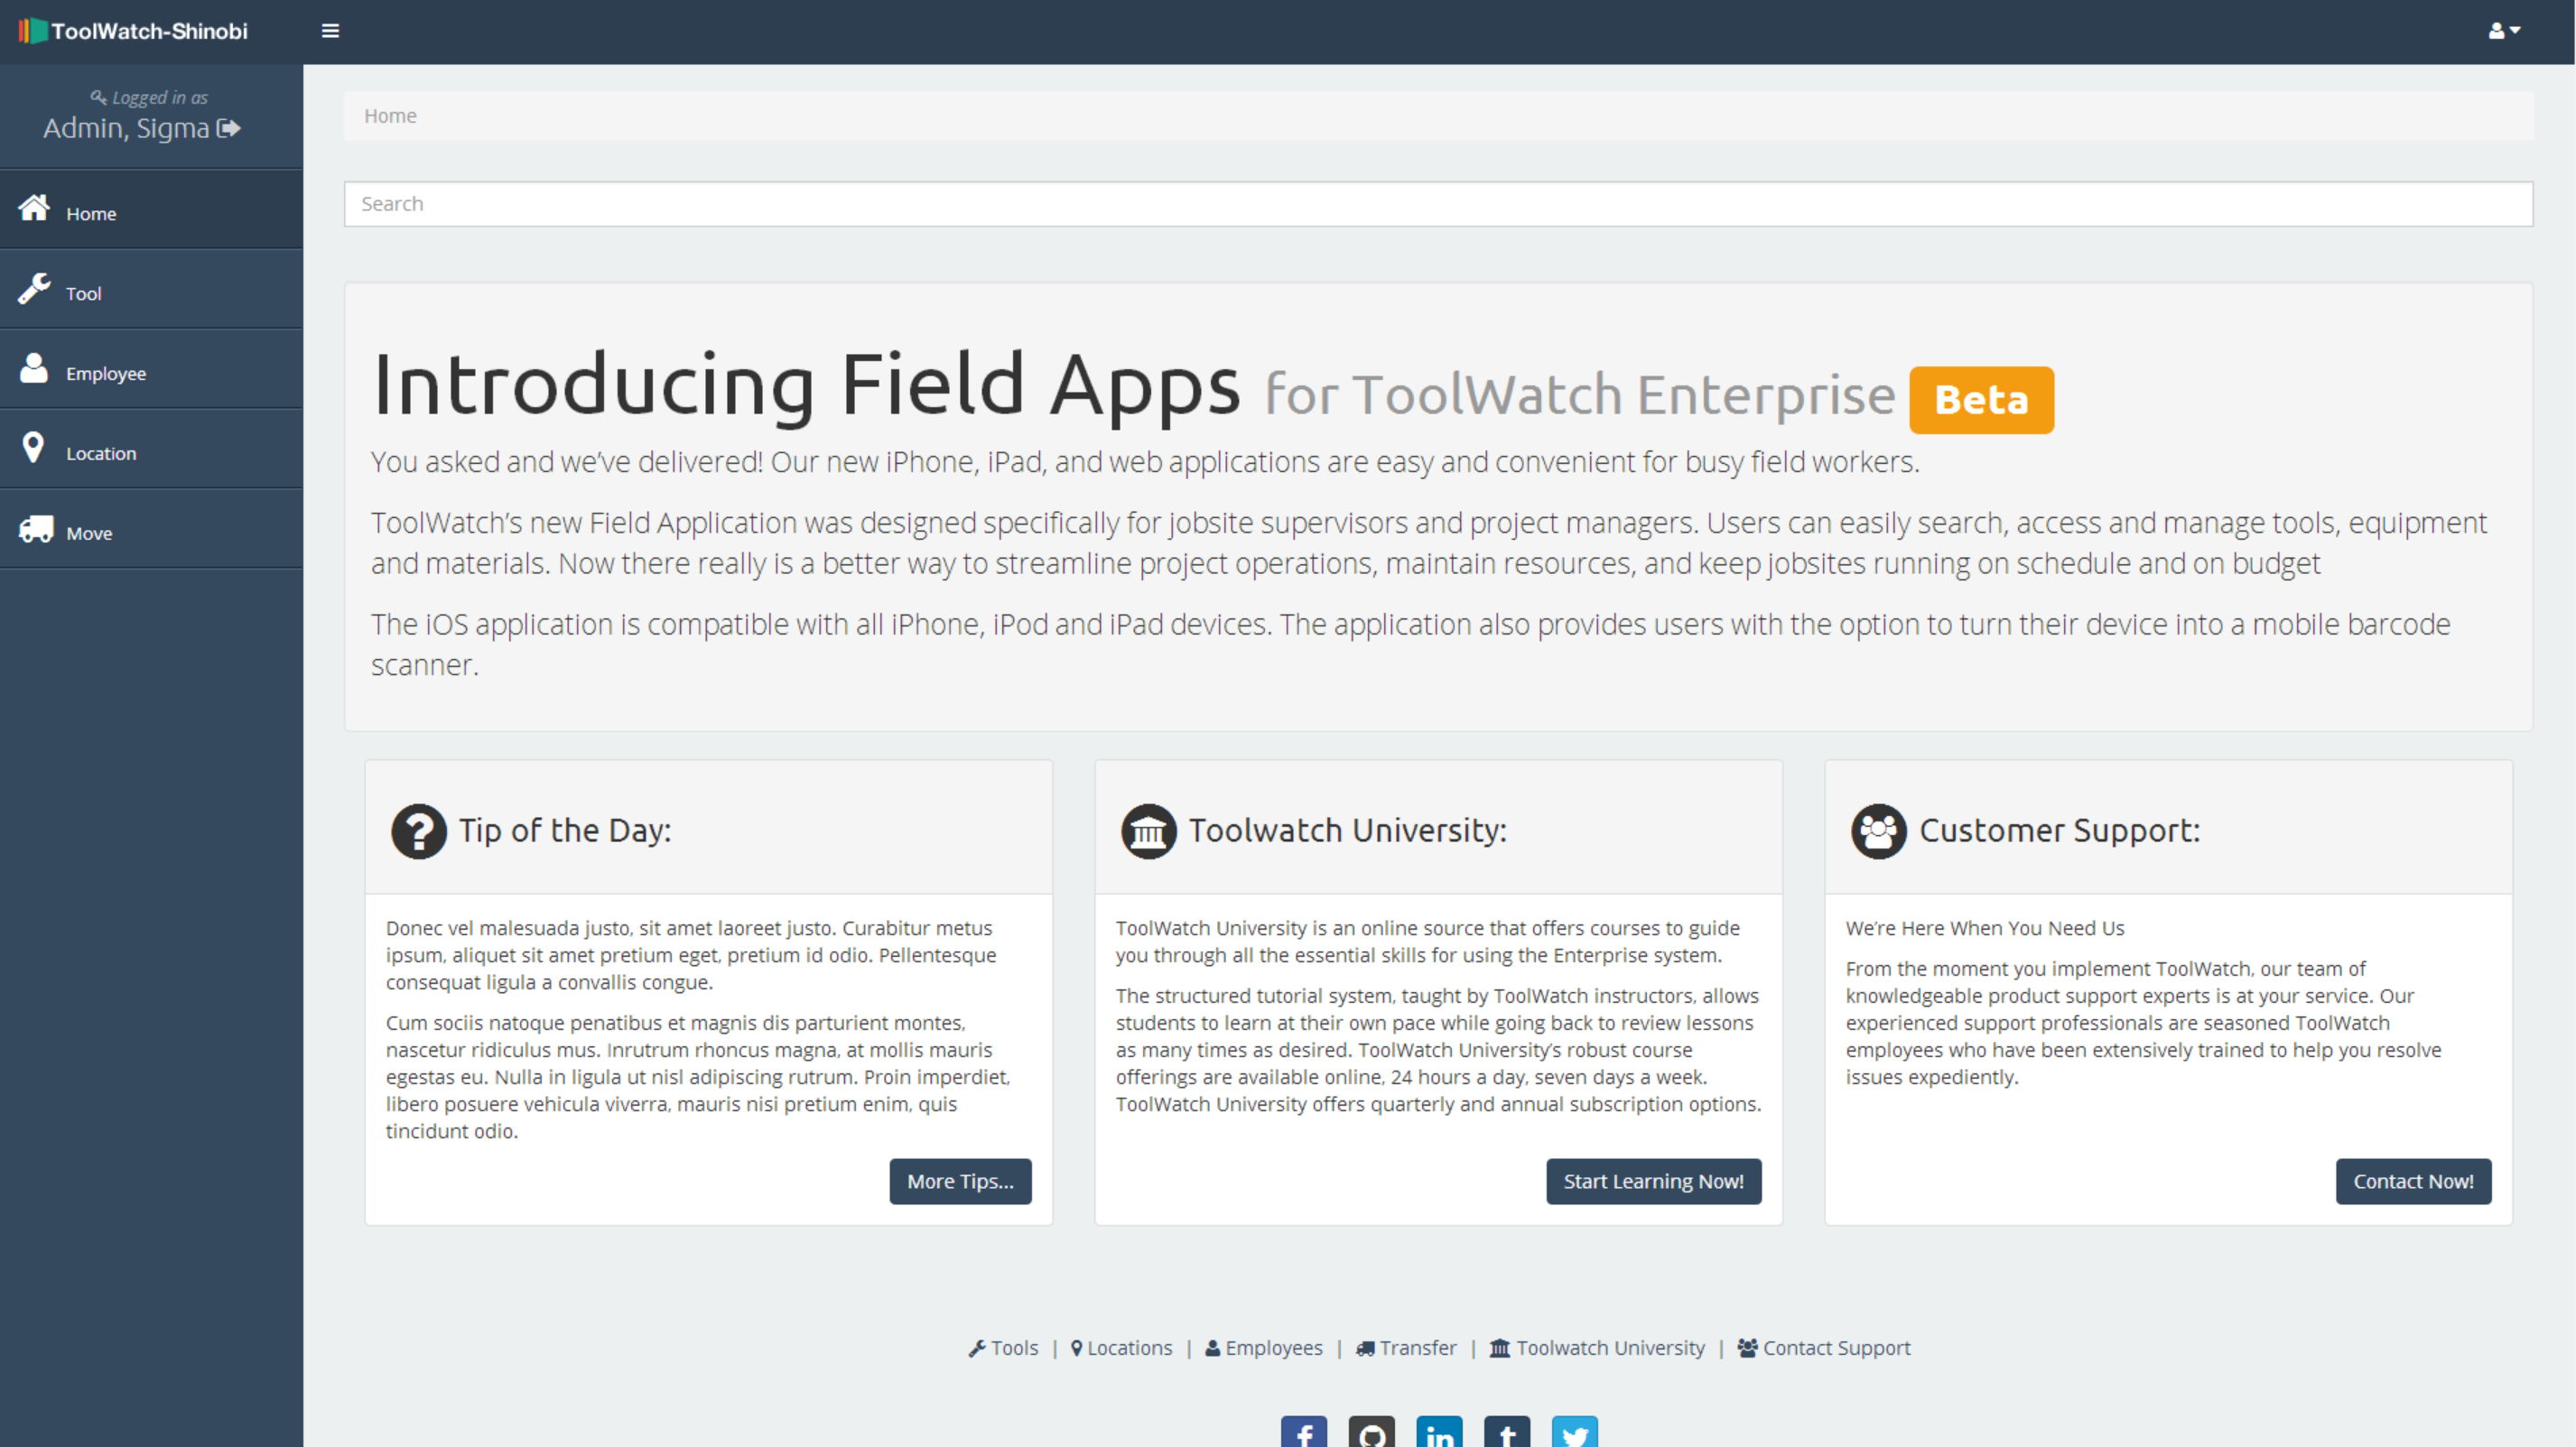 ToolWatch-Shinobi
Logged in as
Admin, Sigma
Home
Tool
Employee
Location
Move
Home
Search
Introducing Field Apps for ToolWatch Enterprise Beta
You asked and we've delivered! Our new iPhone, iPad, and web applications are easy and convenient for busy field workers.
ToolWatch's new Field Application was designed specifically for jobsite supervisors and project managers. Users can easily search, access and manage tools, equipment
and materials. Now there really is a better way to streamline project operations, maintain resources, and keep jobsites running on schedule and on budget
The iOS application is compatible with all iPhone, iPod and iPad devices. The application also provides users with the option to turn their device into a mobile barcode
scanner.
Tip of the Day:
Donec vel malesuada justo, sit amet laoreet justo. Curabitur metus
ipsum, aliquet sit amet pretium eget, pretium id odio. Pellentesque
consequat ligula a convallis congue.
Cum sociis natoque penatibus et magnis dis parturient montes,
nascetur ridiculus mus. Inrutrum rhoncus magna, at mollis mauris
egestas eu. Nulla in ligula ut nisl adipiscing rutrum. Proin imperdiet,
libero posuere vehicula viverra, mauris nisi pretium enim, quis
tincidunt odio.
More Tips...
Toolwatch University:
ToolWatch University is an online source that offers courses to guide
you through all the essential skills for using the Enterprise system.
The structured tutorial system, taught by ToolWatch instructors, allows
students to learn at their own pace while going back to review lessons
as many times as desired. ToolWatch University's robust course
offerings are available online, 24 hours a day, seven days a week.
ToolWatch University offers quarterly and annual subscription options.
Start Learning Now!
Customer Support:
We're Here When You Need Us
From the moment you implement ToolWatch, our team of
knowledgeable product support experts is at your service. Our
experienced support professionals are seasoned ToolWatch
employees who have been extensively trained to help you resolve
issues expediently.
Contact Now!
Tools | Locations | Employees | Transfer | Toolwatch University | Contact Support
f in t